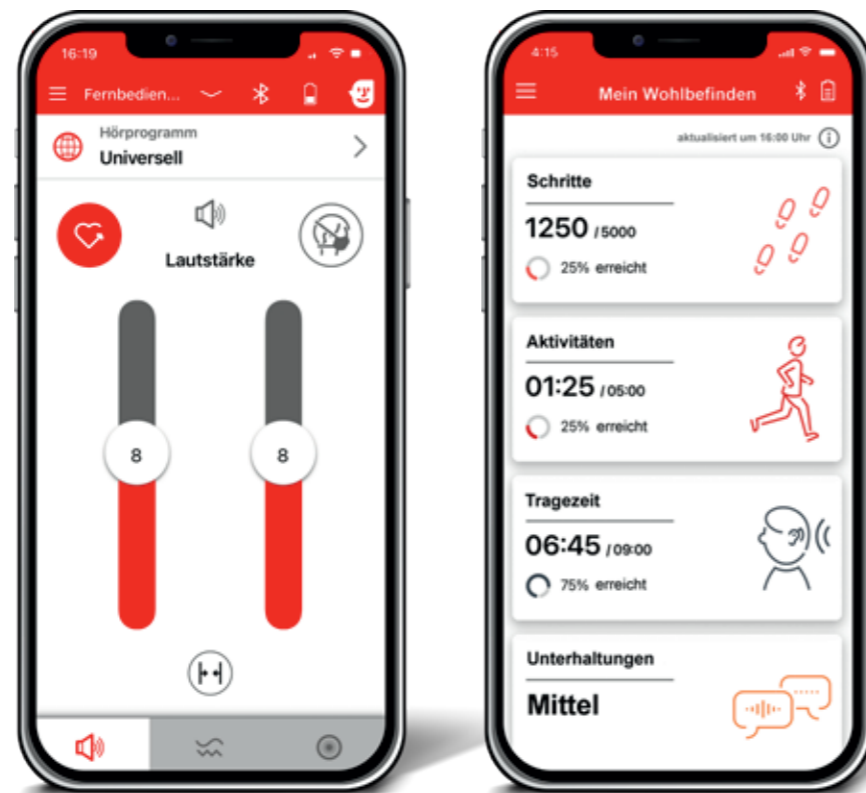 16:19
Fernbedien...
Hörprogramm
Universell
Lautstärke
8
8
4:15
Mein Wohlbefinden
aktualisiert um 16:00 Uhr
Schritte
1250 / 5000
25% erreicht
Aktivitäten
01:25 / 05:00
25% erreicht
Tragezeit
06:45 / 09:00
75% erreicht
Unterhaltungen
Mittel